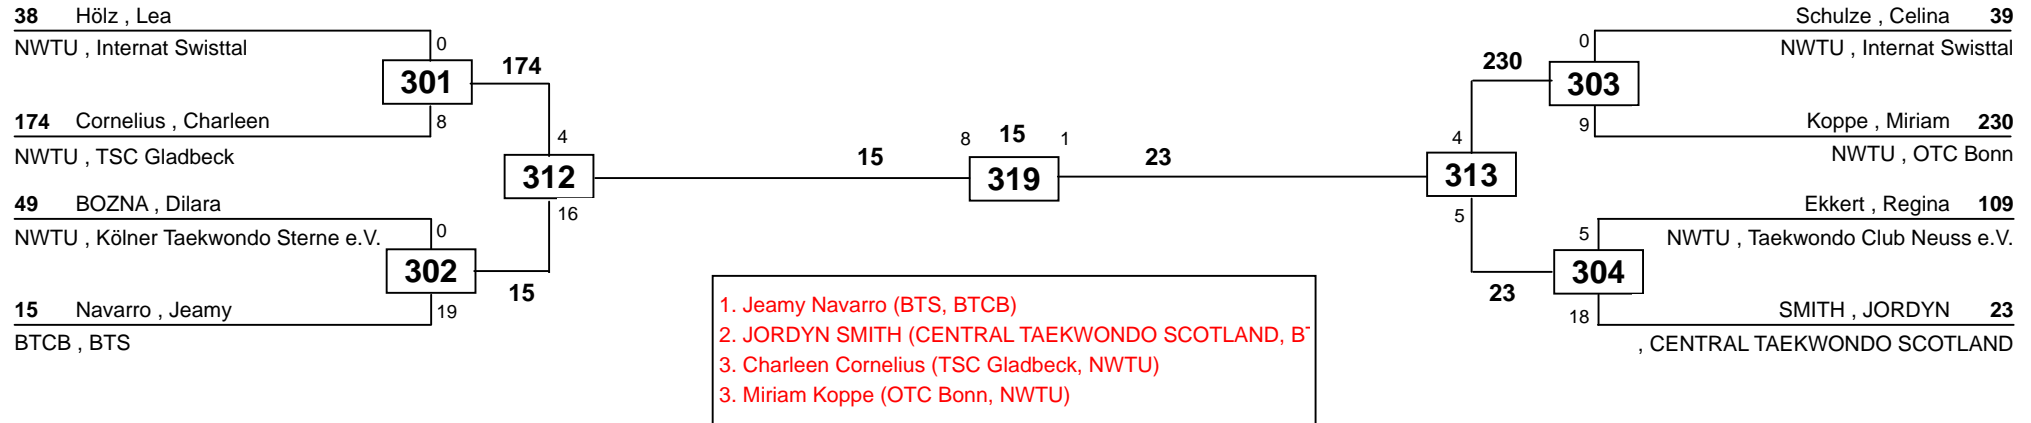 38 Hölz , Lea
NWTU , Internat Swisttal
0
301
174
174 Cornelius , Charleen
8
NWTU , TSC Gladbeck
4
312
16
49 BOZNA , Dilara
NWTU , Kölner Taekwondo Sterne e.V.
0
302
15
15 Navarro , Jeamy
19
BTCB , BTS
15
8 15 1
319
23
Schulze , Celina 39
0
NWTU , Internat Swisttal
230
303
Koppe , Miriam 230
9
NWTU , OTC Bonn
4
313
5
Ekkert , Regina 109
5
NWTU , Taekwondo Club Neuss e.V.
304
23
SMITH , JORDYN 23
18
, CENTRAL TAEKWONDO SCOTLAND
1. Jeamy Navarro (BTS, BTCB)
2. JORDYN SMITH (CENTRAL TAEKWONDO SCOTLAND, B
3. Charleen Cornelius (TSC Gladbeck, NWTU)
3. Miriam Koppe (OTC Bonn, NWTU)